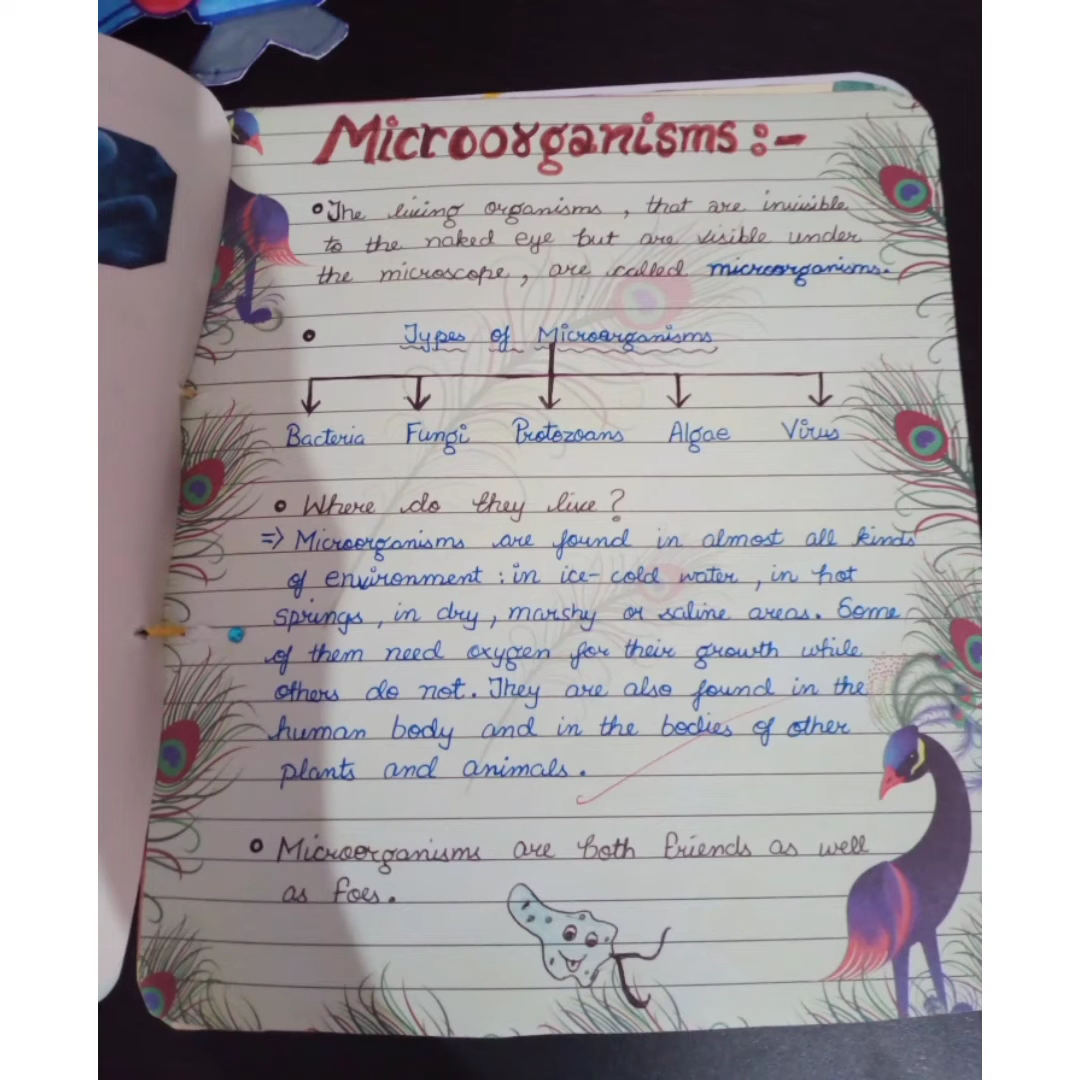 Microorganisms :-
• The living organisms , that are invisible
to the naked eye but are visible under
the microscope , are called microorganisms.
• Types of Microorganisms
Bacteria Fungi Protozoans Algae Virus
• Where do they live ?
=> Microorganisms are found in almost all kinds
of environment : in ice-cold water , in hot
springs , in dry , marshy or saline areas. Some
of them need oxygen for their growth while
others do not. They are also found in the
human body and in the bodies of other
plants and animals .
• Microorganisms are both friends as well
as foes.